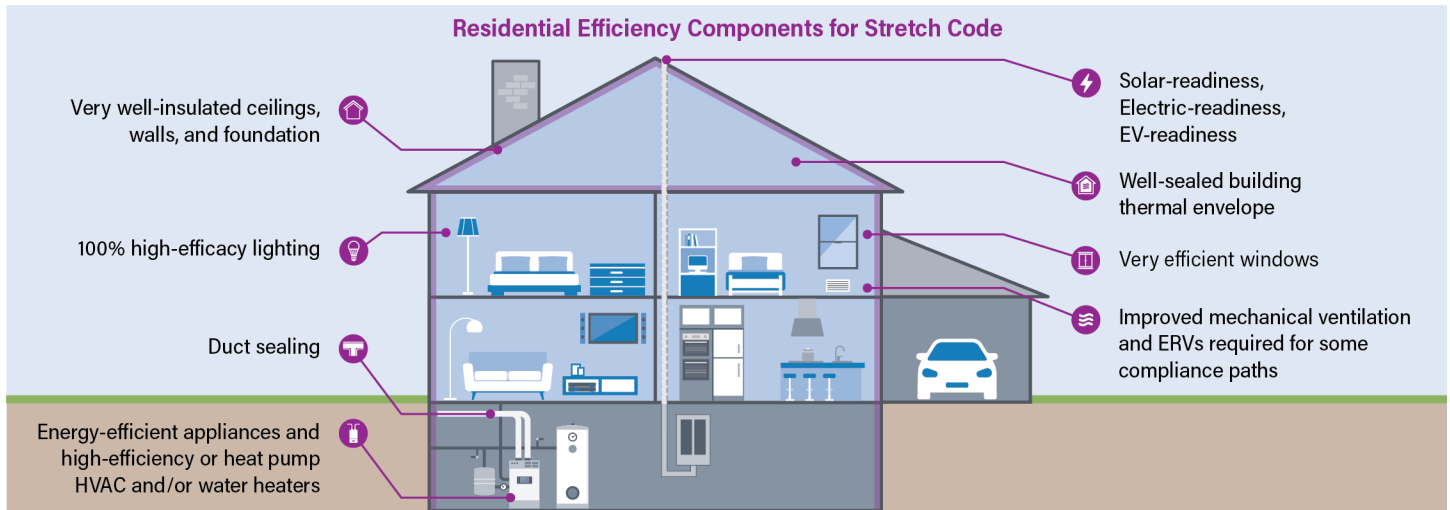 Residential Efficiency Components for Stretch Code
Very well-insulated ceilings,
walls, and foundation
100% high-efficacy lighting
Duct sealing
Energy-efficient appliances and
high-efficiency or heat pump
HVAC and/or water heaters
Solar-readiness,
Electric-readiness,
EV-readiness
Well-sealed building
thermal envelope
Very efficient windows
Improved mechanical ventilation
and ERVs required for some
compliance paths